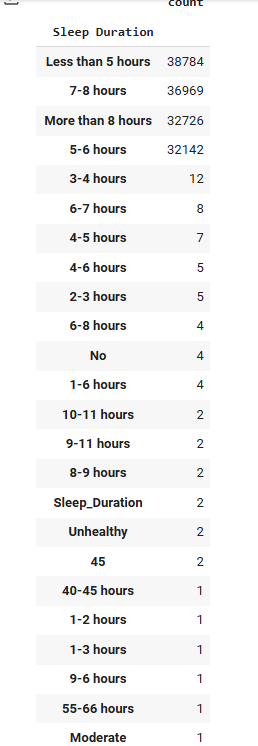 count
Sleep Duration
Less than 5 hours 38784
7-8 hours 36969
More than 8 hours 32726
5-6 hours 32142
3-4 hours 12
6-7 hours 8
4-5 hours 7
4-6 hours 5
2-3 hours 5
6-8 hours 4
No 4
1-6 hours 4
10-11 hours 2
9-11 hours 2
8-9 hours 2
Sleep_Duration 2
Unhealthy 2
45 2
40-45 hours 1
1-2 hours 1
1-3 hours 1
9-6 hours 1
55-66 hours 1
Moderate 1